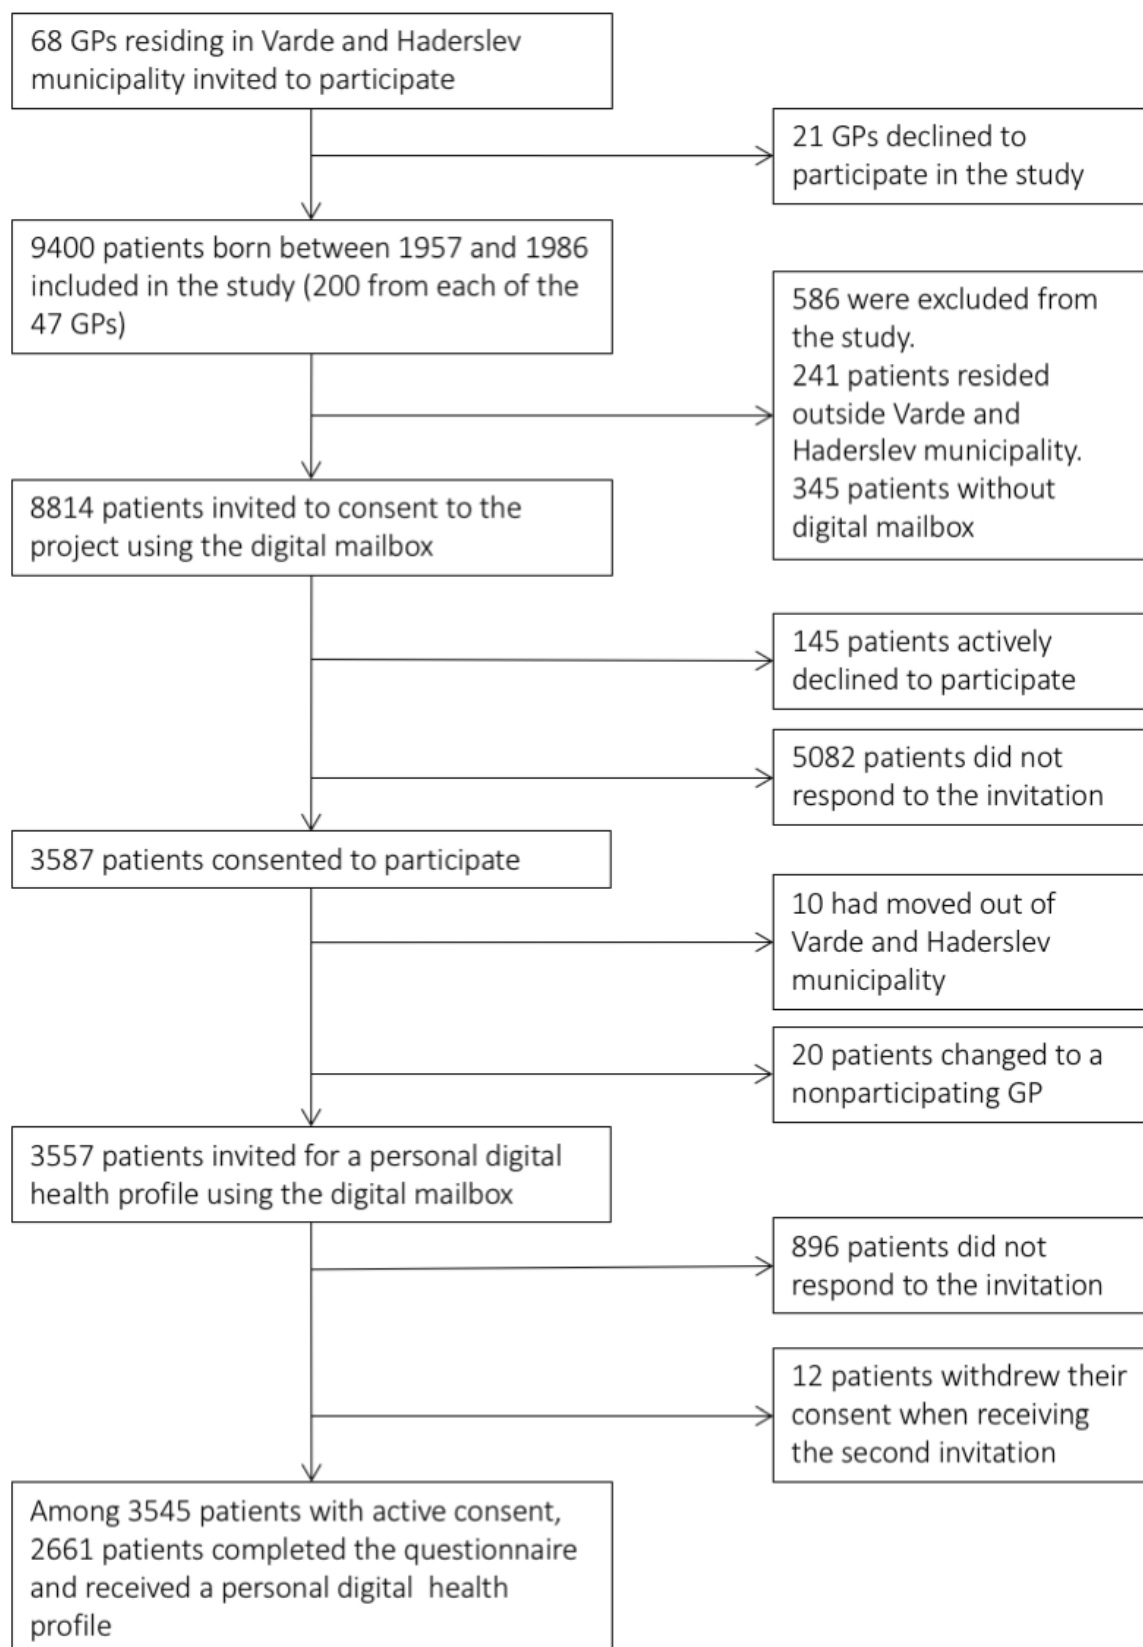 68 GPs residing in Varde and Haderslev
municipality invited to participate
21 GPs declined to
participate in the study
9400 patients born between 1957 and 1986
included in the study (200 from each of the
47 GPs)
586 were excluded from
the study.
241 patients resided
outside Varde and
Haderslev municipality.
345 patients without
digital mailbox
8814 patients invited to consent to the
project using the digital mailbox
145 patients actively
declined to participate
5082 patients did not
respond to the invitation
3587 patients consented to participate
10 had moved out of
Varde and Haderslev
municipality
20 patients changed to a
nonparticipating GP
3557 patients invited for a personal digital
health profile using the digital mailbox
896 patients did not
respond to the invitation
12 patients withdrew their
consent when receiving
the second invitation
Among 3545 patients with active consent,
2661 patients completed the questionnaire
and received a personal digital health
profile